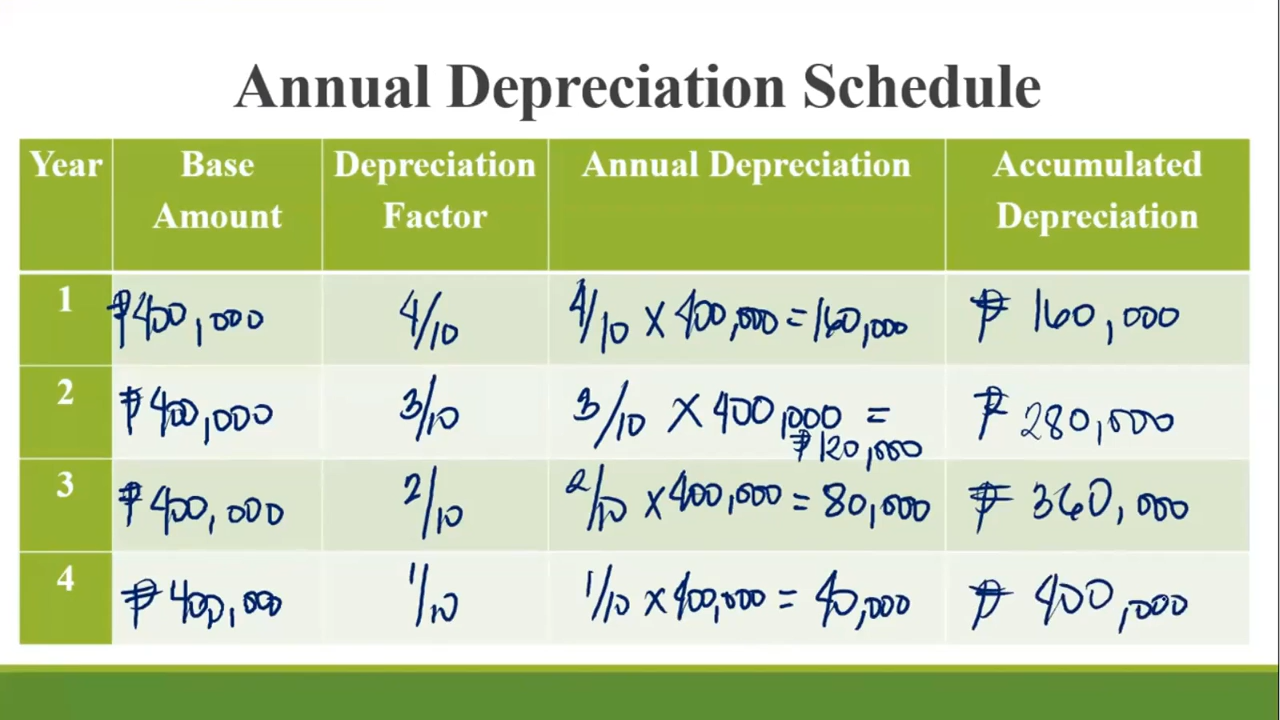 Annual Depreciation Schedule
Year Base Amount Depreciation Factor Annual Depreciation Accumulated Depreciation
1 ₱400,000 4/10 4/10 x 400,000 = 160,000 ₱ 160,000
2 ₱400,000 3/10 3/10 x 400,000 = ₱120,000 ₱ 280,000
3 ₱400,000 2/10 2/10 x 400,000 = 80,000 ₱ 360,000
4 ₱400,000 1/10 1/10 x 400,000 = 40,000 ₱ 400,000